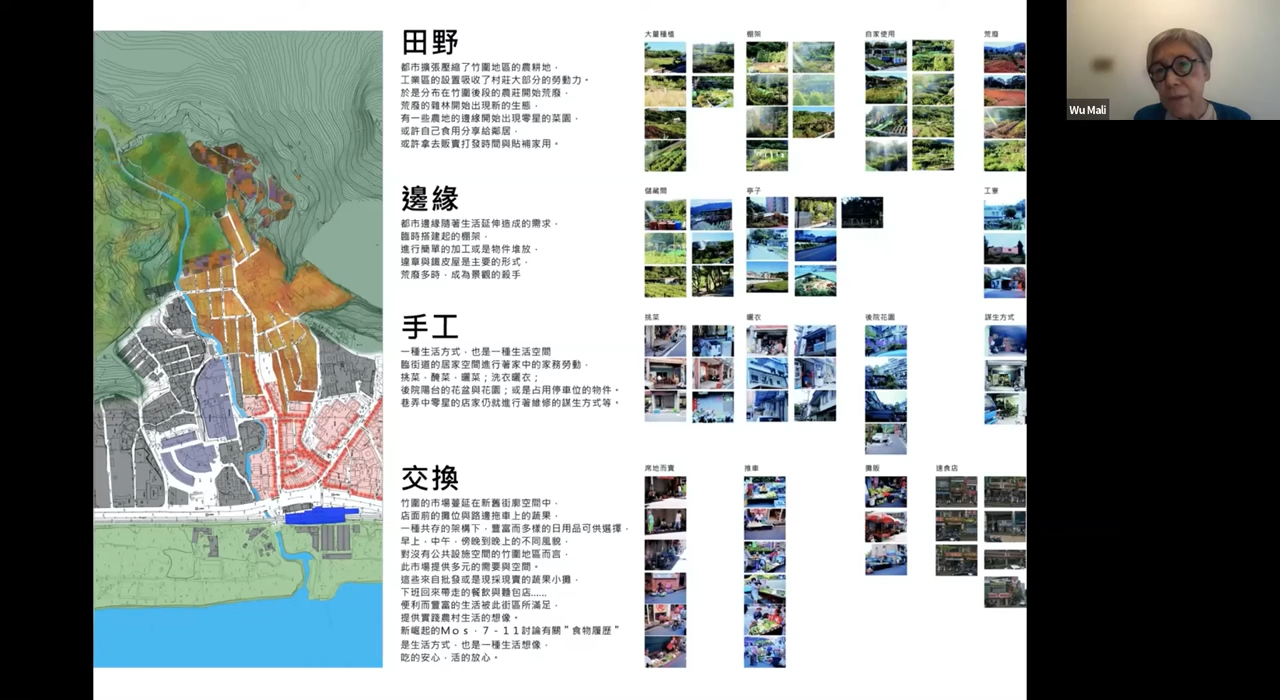 田野
都市擴張壓縮了竹圍地區的農耕地，
工業區的設置吸收了村莊大部分的勞動力。
於是分布在竹圍後段的農莊開始荒廢，
荒廢的雜林開始出現新的生態，
有一些農地的邊緣開始出現零星的菜園，
或許自己食用分享給鄰居，
或許拿去販賣打發時間與貼補家用。
大量種植
棚架
自家使用
荒廢
邊緣
都市邊緣隨著生活延伸造成的需求，
臨時搭建起的棚架，
進行簡單的加工或是物件堆放，
違章與鐵皮屋是主要的形式，
荒廢多時，成為景觀的殺手
儲藏間
亭子
工寮
手工
一種生活方式，也是一種生活空間
臨街道的居家空間進行著家中的家務勞動，
挑菜，醃菜，曬菜；洗衣曬衣；
後院陽台的花盆與花園；或是占用停車位的物件。
巷弄中零星的店家仍就進行著維修的謀生方式等。
挑菜
曬衣
後院花園
謀生方式
交換
竹圍的市場蔓延在新舊街廓空間中，
店面前的攤位與路邊拖車上的蔬果，
一種共存的架構下，豐富而多樣的日用品可供選擇，
早上，中午，傍晚到晚上的不同風貌，
對沒有公共設施空間的竹圍地區而言，
此市場提供多元的需要與空間。
這些來自批發或是現採現賣的蔬果小攤，
下班回來帶走的餐飲與麵包店......
便利而豐富的生活被此街區所滿足，
提供實踐農村生活的想像。
新崛起的Mos，7-11討論有關“食物履歷”
是生活方式，也是一種生活想像，
吃的安心，活的放心。
席地而賣
推車
攤販
速食店
Wu Mali